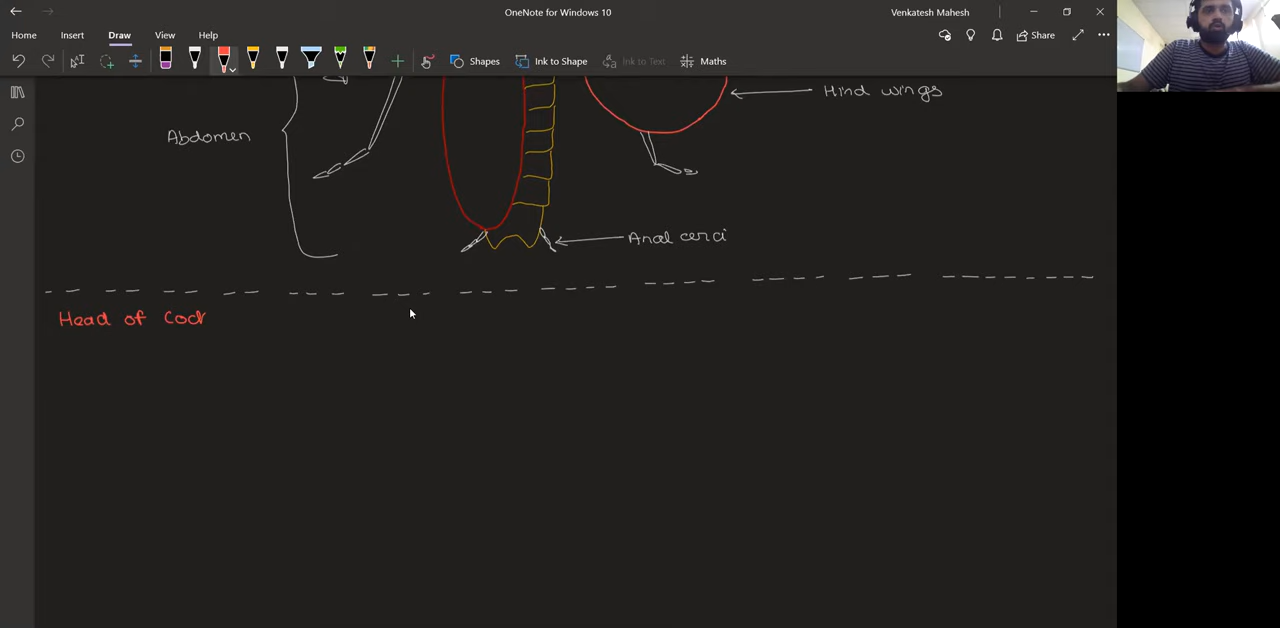 OneNote for Windows 10
Venkatesh Mahesh
Home Insert Draw View Help
Share
Shapes Ink to Shape Ink to Text Maths
Hind wings
Abdomen
Anal cerci
Head of Cock